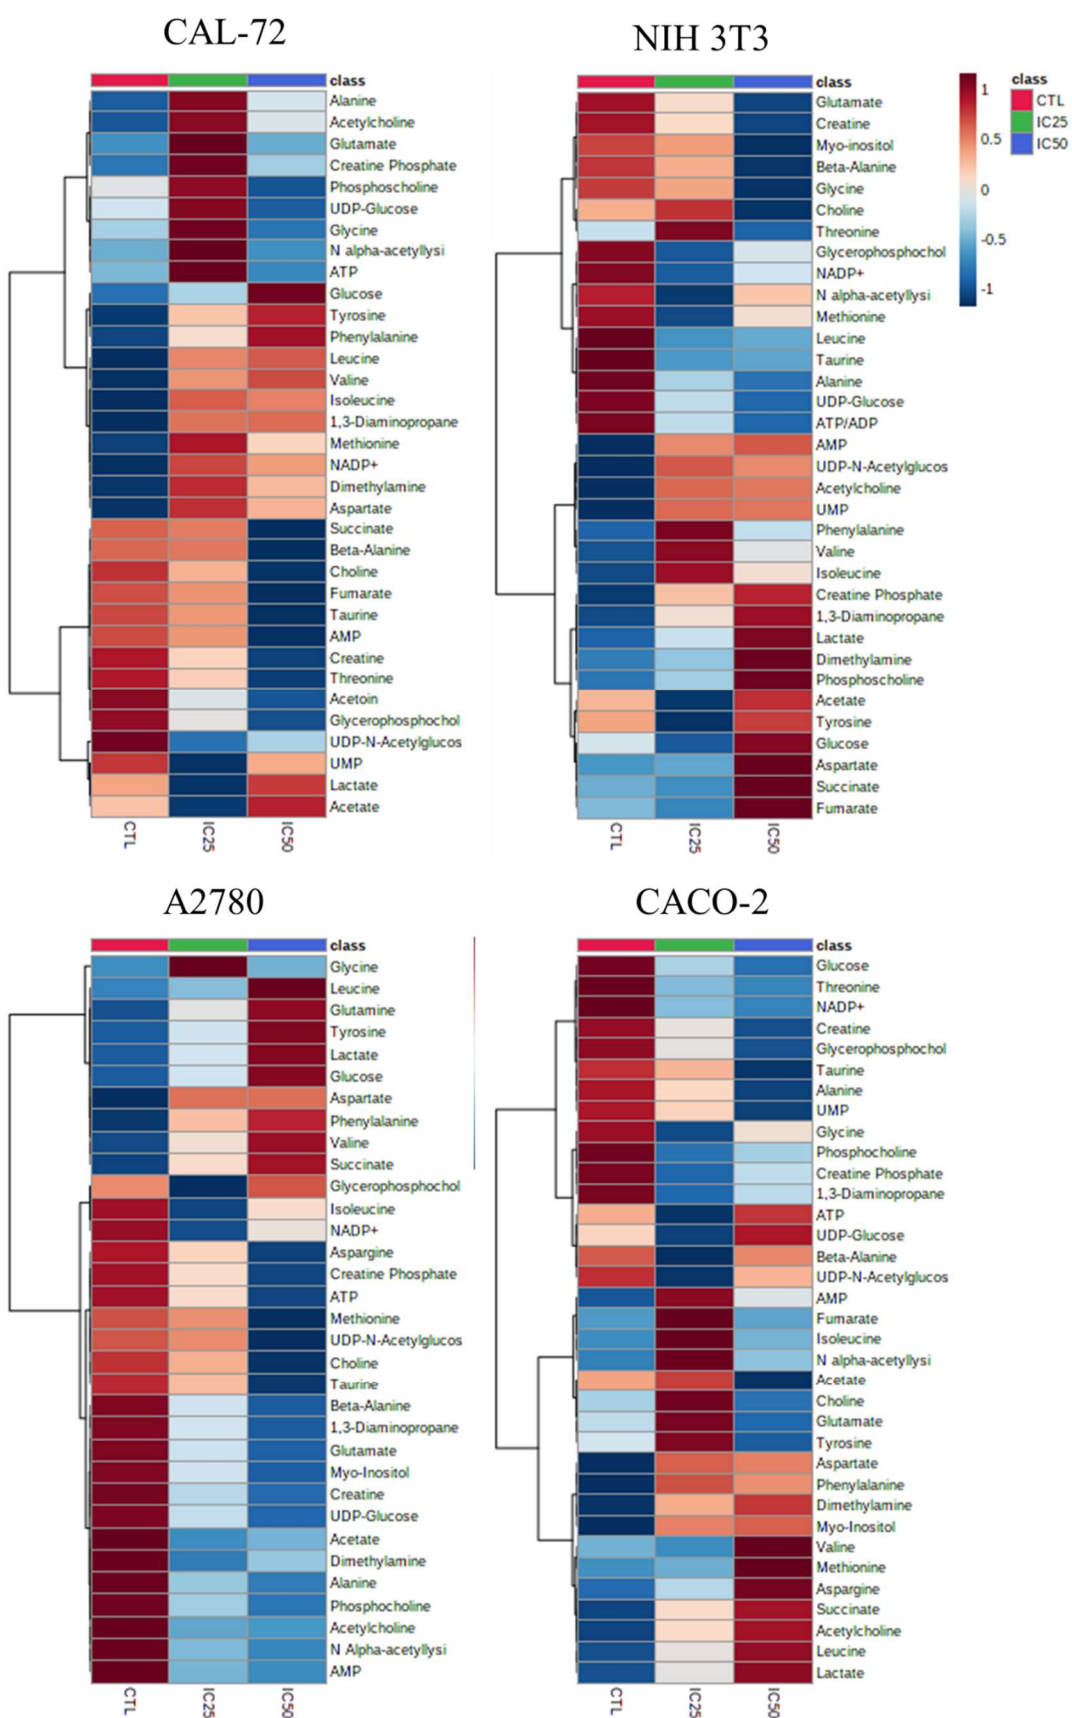 CAL-72
class
Alanine
Acetylcholine
Glutamate
Creatine Phosphate
Phosphoscholine
UDP-Glucose
Glycine
N alpha-acetyllysi
ATP
Glucose
Tyrosine
Phenylalanine
Leucine
Valine
Isoleucine
1,3-Diaminopropane
Methionine
NADP+
Dimethylamine
Aspartate
Succinate
Beta-Alanine
Choline
Fumarate
Taurine
AMP
Creatine
Threonine
Acetoin
Glycerophosphochol
UDP-N-Acetylglucos
UMP
Lactate
Acetate
CTL
IC25
IC50
NIH 3T3
class
Glutamate
Creatine
Myo-inositol
Beta-Alanine
Glycine
Choline
Threonine
Glycerophosphochol
NADP+
N alpha-acetyllysi
Methionine
Leucine
Taurine
Alanine
UDP-Glucose
ATP/ADP
AMP
UDP-N-Acetylglucos
Acetylcholine
UMP
Phenylalanine
Valine
Isoleucine
Creatine Phosphate
1,3-Diaminopropane
Lactate
Dimethylamine
Phosphoscholine
Acetate
Tyrosine
Glucose
Aspartate
Succinate
Fumarate
CTL
IC25
IC50
1
0.5
0
-0.5
-1
class
CTL
IC25
IC50
A2780
class
Glycine
Leucine
Glutamine
Tyrosine
Lactate
Glucose
Aspartate
Phenylalanine
Valine
Succinate
Glycerophosphochol
Isoleucine
NADP+
Aspargine
Creatine Phosphate
ATP
Methionine
UDP-N-Acetylglucos
Choline
Taurine
Beta-Alanine
1,3-Diaminopropane
Glutamate
Myo-Inositol
Creatine
UDP-Glucose
Acetate
Dimethylamine
Alanine
Phosphocholine
Acetylcholine
N Alpha-acetyllysi
AMP
CTL
IC25
IC50
CACO-2
class
Glucose
Threonine
NADP+
Creatine
Glycerophosphochol
Taurine
Alanine
UMP
Glycine
Phosphocholine
Creatine Phosphate
1,3-Diaminopropane
ATP
UDP-Glucose
Beta-Alanine
UDP-N-Acetylglucos
AMP
Fumarate
Isoleucine
N alpha-acetyllysi
Acetate
Choline
Glutamate
Tyrosine
Aspartate
Phenylalanine
Dimethylamine
Myo-Inositol
Valine
Methionine
Aspargine
Succinate
Acetylcholine
Leucine
Lactate
CTL
IC25
IC50